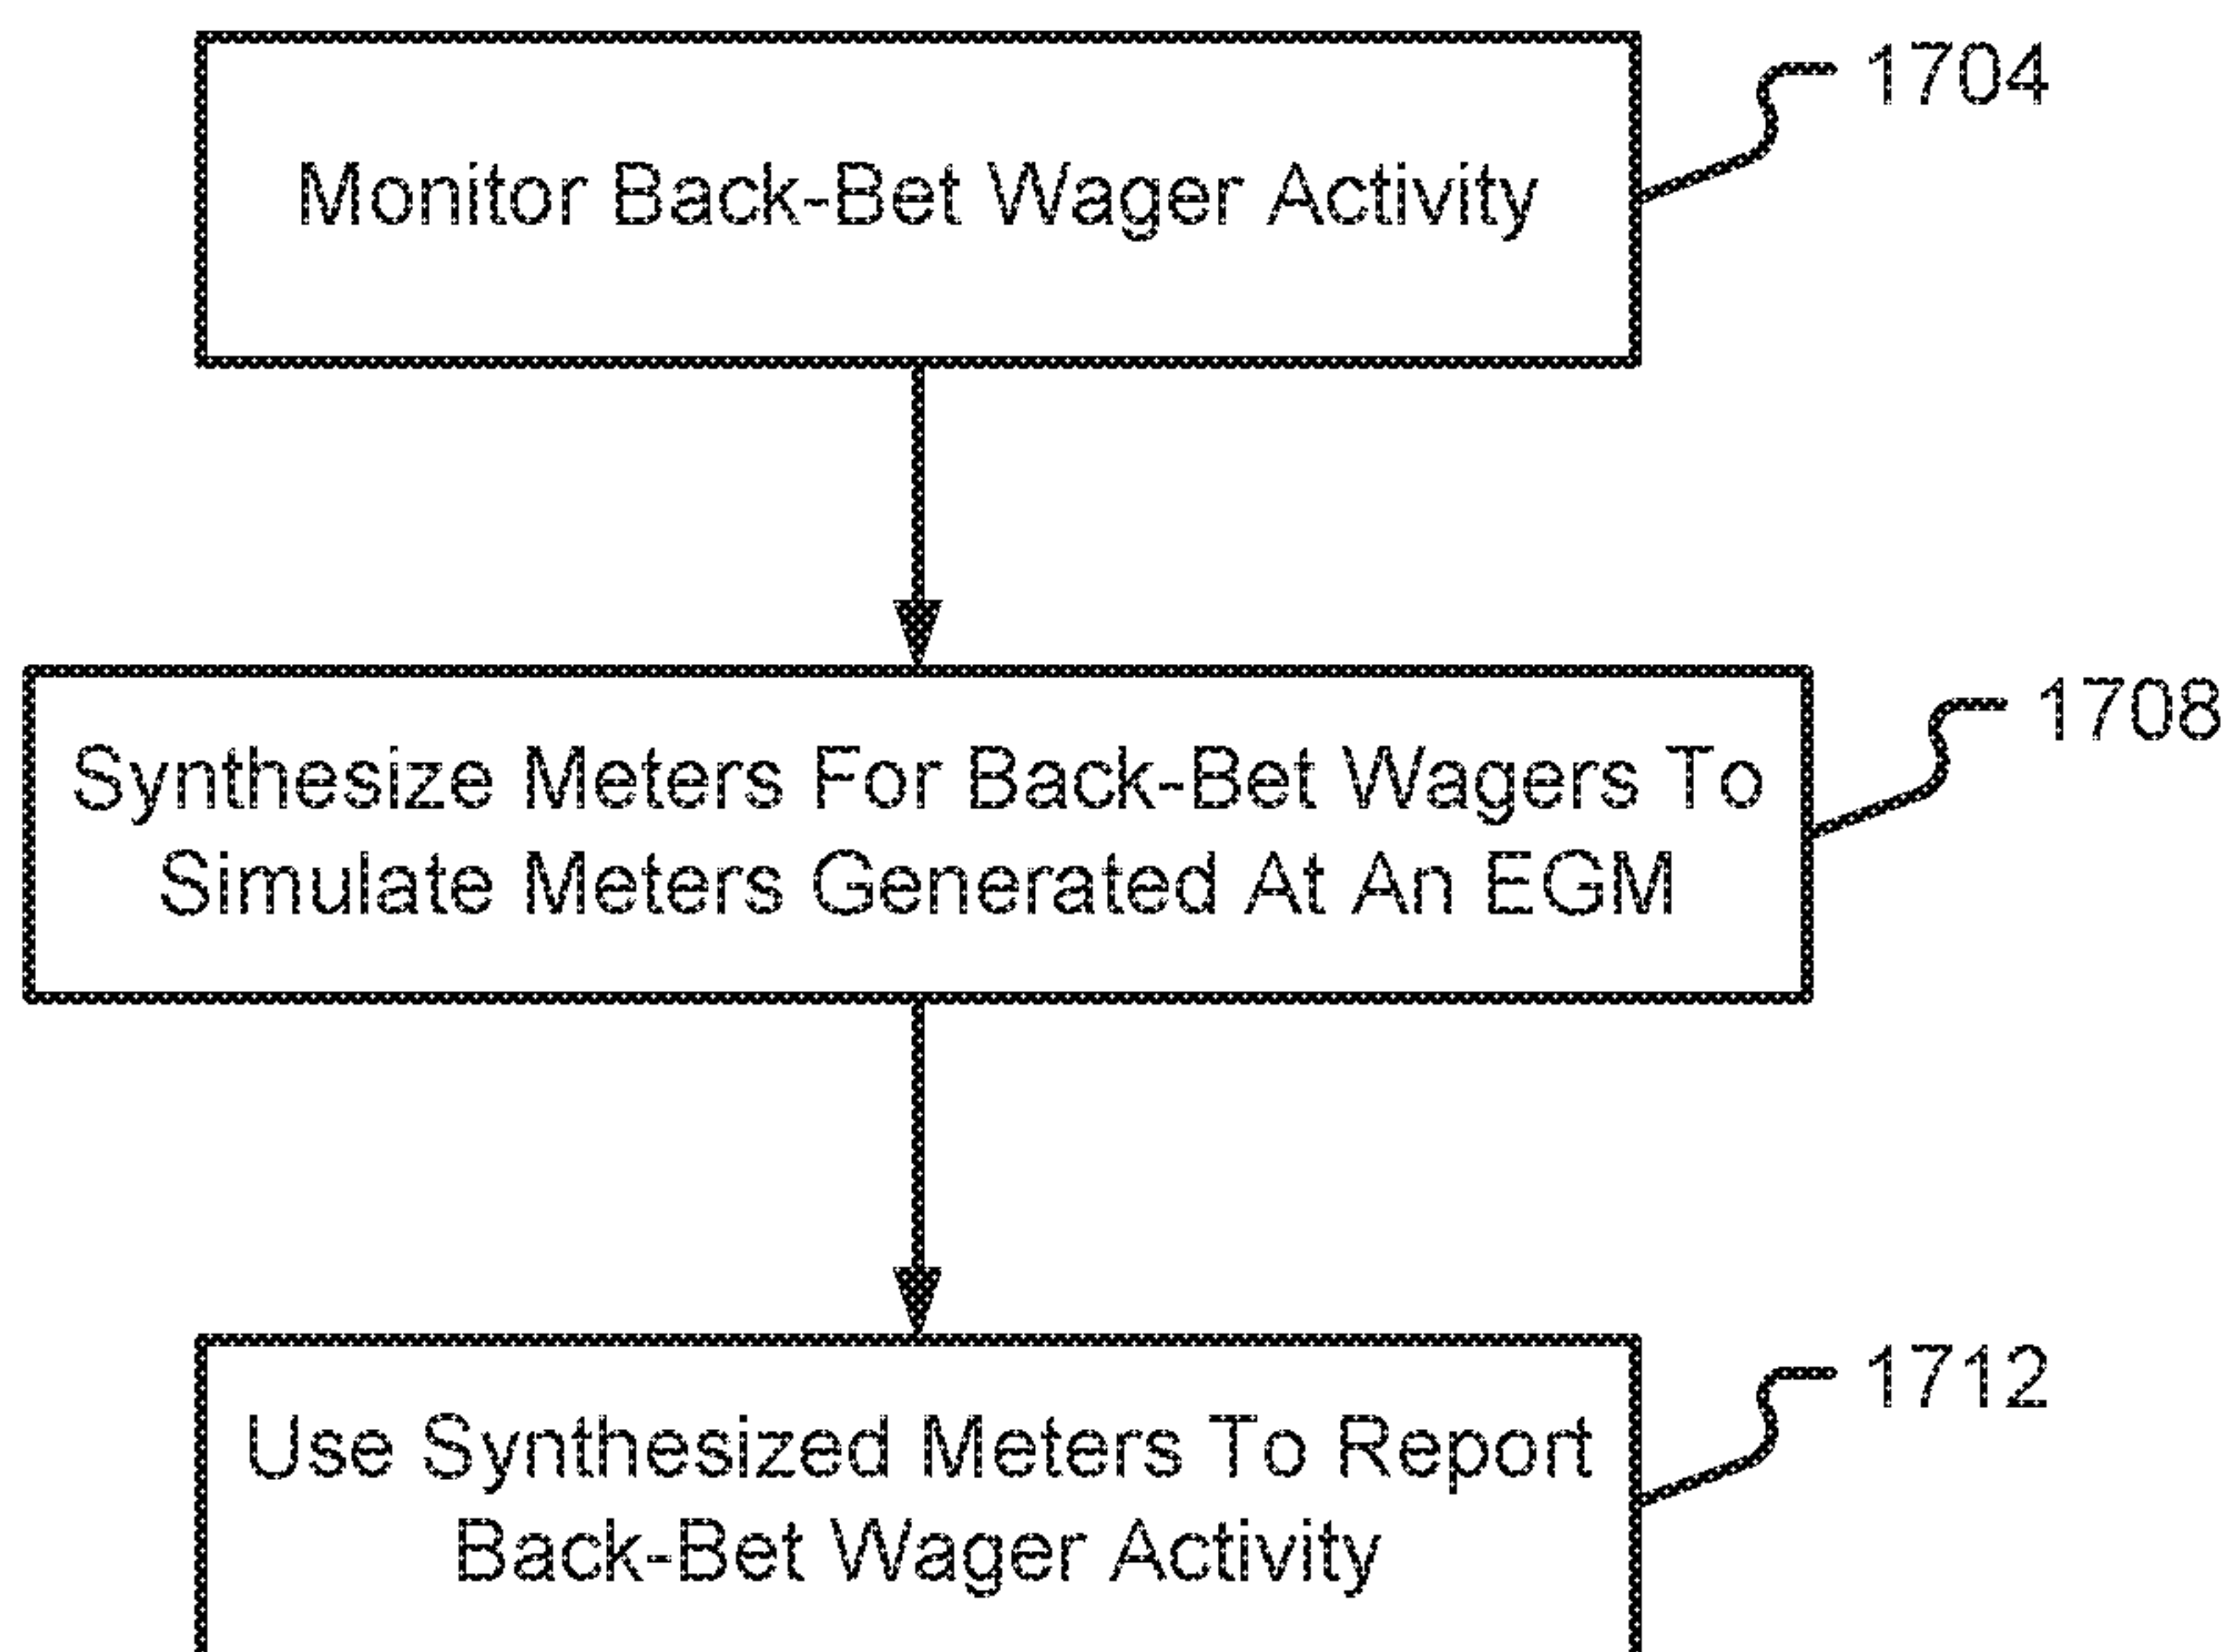 1704
Monitor Back-Bet Wager Activity
1708
Synthesize Meters For Back-Bet Wagers To
Simulate Meters Generated At An EGM
1712
Use Synthesized Meters To Report
Back-Bet Wager Activity